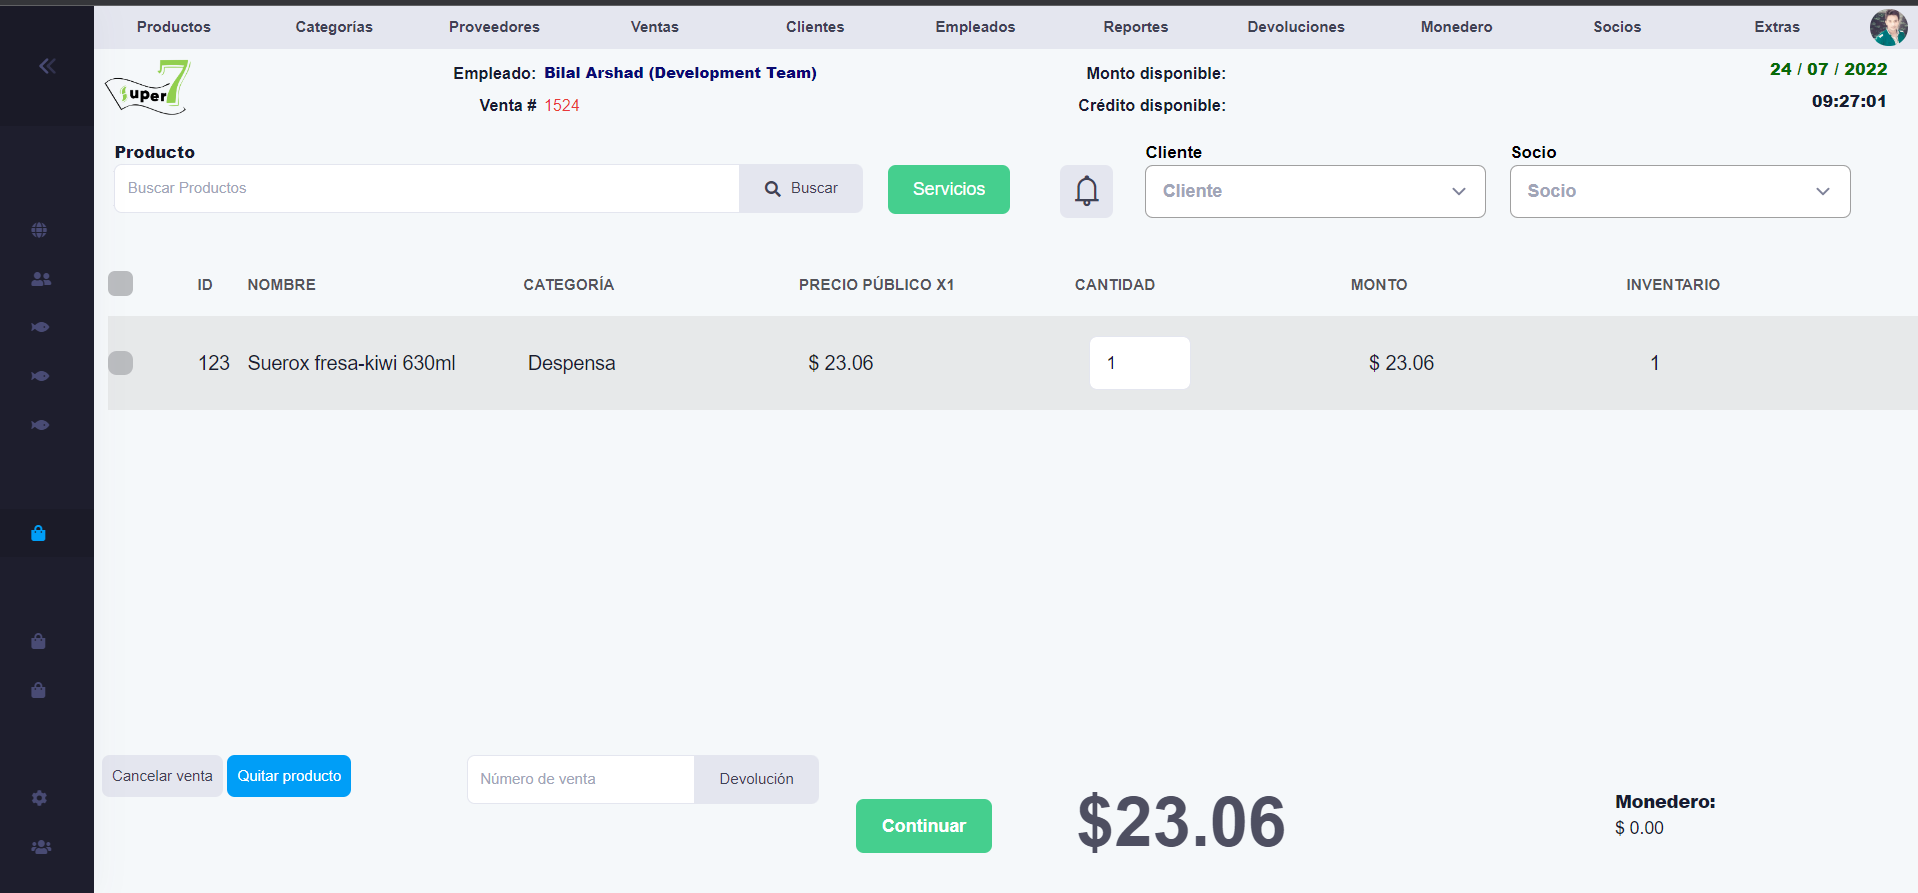 Productos Categorías Proveedores Ventas Clientes Empleados Reportes Devoluciones Monedero Socios Extras
Super7
Empleado: Bilal Arshad (Development Team)
Venta # 1524
Monto disponible:
Crédito disponible:
24 / 07 / 2022
09:27:01
Producto
Buscar Productos
Buscar
Servicios
Cliente
Cliente
Socio
Socio
ID NOMBRE CATEGORÍA PRECIO PÚBLICO X1 CANTIDAD MONTO INVENTARIO
123 Suerox fresa-kiwi 630ml Despensa $ 23.06 1 $ 23.06 1
Cancelar venta
Quitar producto
Número de venta
Devolución
Continuar
$23.06
Monedero:
$ 0.00